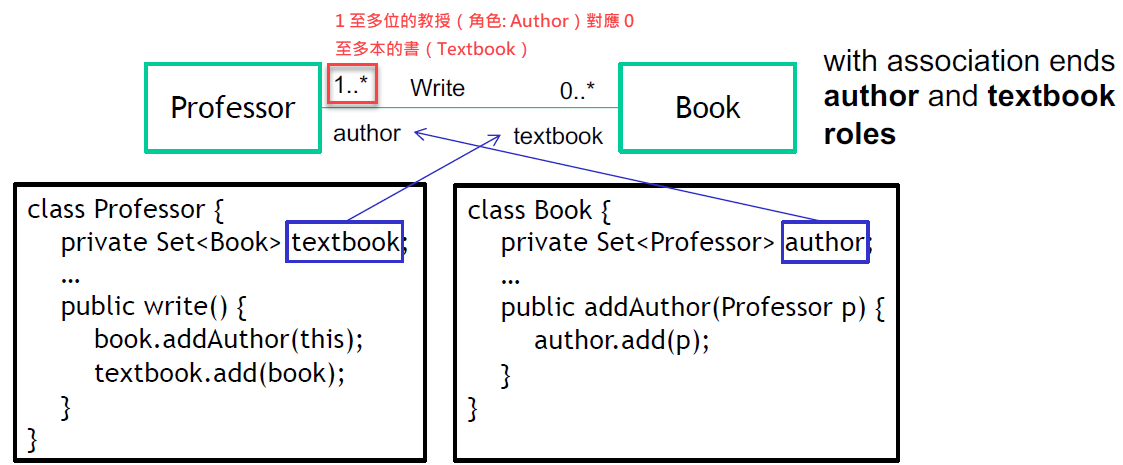 1 至多位的教授（角色: Author）對應 0
至多本的書（Textbook）
Professor
1..*
Write
0..*
author
textbook
Book
with association ends
author and textbook
roles
class Professor {
private Set<Book> textbook;
...
public write() {
book.addAuthor(this);
textbook.add(book);
}
}
class Book {
private Set<Professor> author;
...
public addAuthor(Professor p) {
author.add(p);
}
}